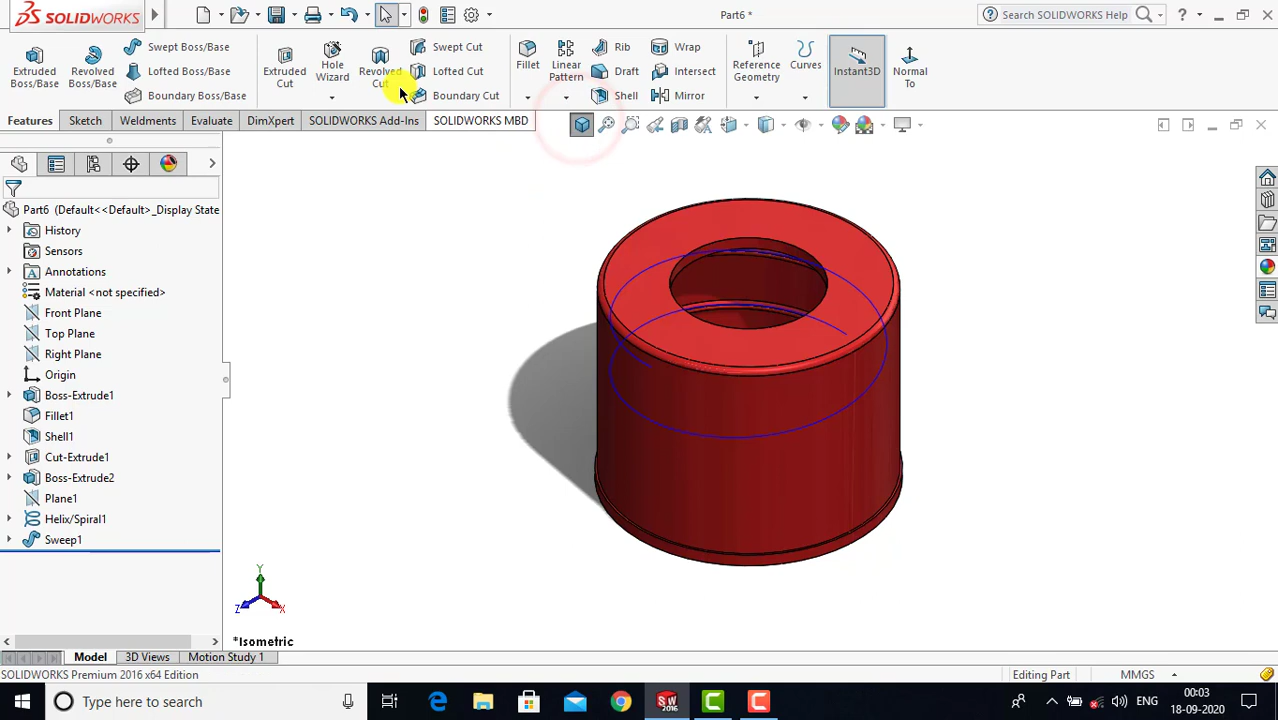 SOLIDWORKS
Part6 *
Search SOLIDWORKS Help
Extruded Boss/Base
Revolved Boss/Base
Swept Boss/Base
Lofted Boss/Base
Boundary Boss/Base
Extruded Cut
Hole Wizard
Revolved Cut
Swept Cut
Lofted Cut
Boundary Cut
Fillet
Linear Pattern
Rib
Draft
Shell
Wrap
Intersect
Mirror
Reference Geometry
Curves
Instant3D
Normal To
Features
Sketch
Weldments
Evaluate
DimXpert
SOLIDWORKS Add-Ins
SOLIDWORKS MBD
Part6 (Default<<Default>_Display State
History
Sensors
Annotations
Material <not specified>
Front Plane
Top Plane
Right Plane
Origin
Boss-Extrude1
Fillet1
Shell1
Cut-Extrude1
Boss-Extrude2
Plane1
Helix/Spiral1
Sweep1
Y
Z
X
*Isometric
Model
3D Views
Motion Study 1
SOLIDWORKS Premium 2016 x64 Edition
Editing Part
MMGS
Type here to search
SW
2016
ENG
00:03
18-09-2020